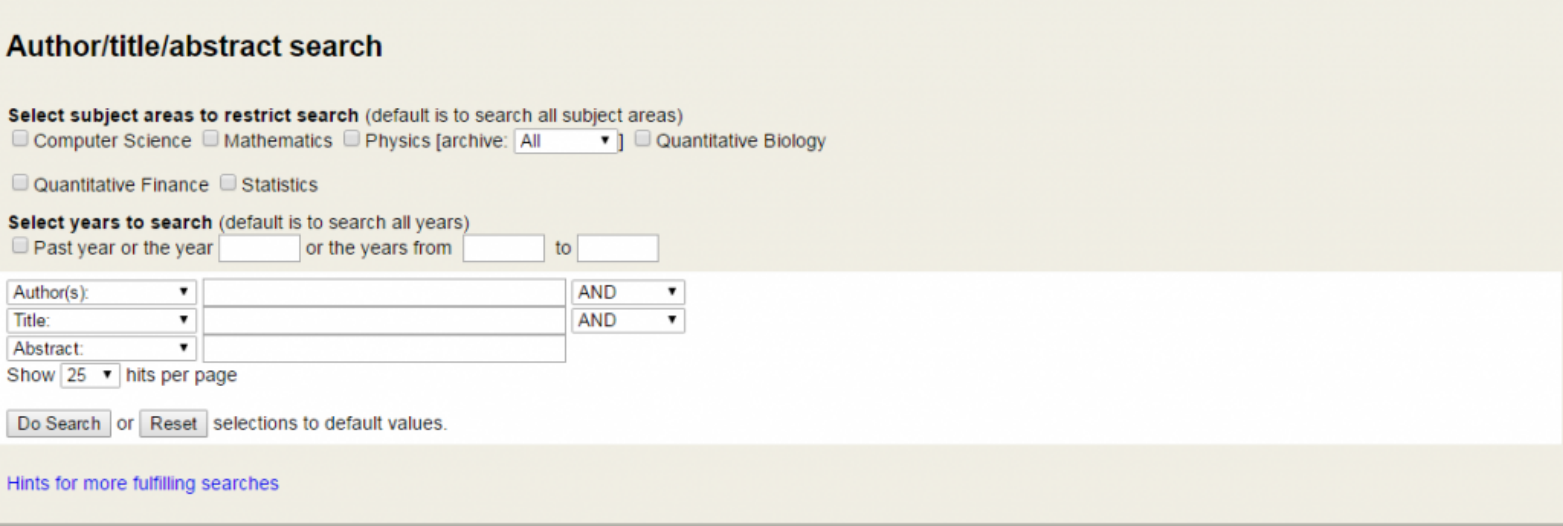 Author/title/abstract search
Select subject areas to restrict search (default is to search all subject areas)
Computer Science Mathematics Physics [archive: All ] Quantitative Biology
Quantitative Finance Statistics
Select years to search (default is to search all years)
Past year or the year or the years from to
Author(s): AND
Title: AND
Abstract:
Show 25 hits per page
Do Search or Reset selections to default values.
Hints for more fulfilling searches